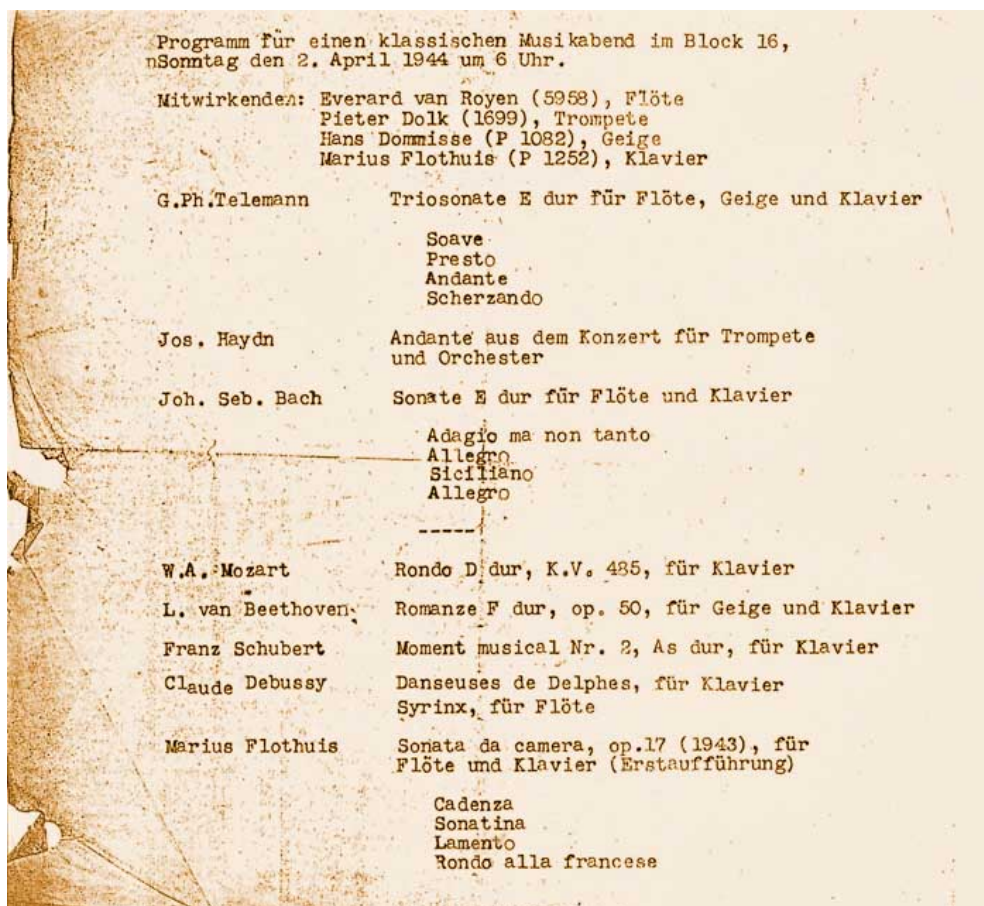 Programm für einen klassischen Musikabend im Block 16,
nSonntag den 2. April 1944 um 6 Uhr.
Mitwirkenden: Everard van Royen (5958), Flöte
Pieter Dolk (1699), Trompete
Hans Dommisse (P 1082), Geige
Marius Flothuis (P 1252), Klavier
G.Ph.Telemann Triosonate E dur für Flöte, Geige und Klavier
Soave
Presto
Andante
Scherzando
Jos. Haydn Andante aus dem Konzert für Trompete
und Orchester
Joh. Seb. Bach Sonate E dur für Flöte und Klavier
Adagio ma non tanto
Allegro
Siciliano
Allegro
-----
W.A. Mozart Rondo D dur, K.V. 485, für Klavier
L. van Beethoven Romanze F dur, op. 50, für Geige und Klavier
Franz Schubert Moment musical Nr. 2, As dur, für Klavier
Claude Debussy Danseuses de Delphes, für Klavier
Syrinx, für Flöte
Marius Flothuis Sonata da camera, op.17 (1943), für
Flöte und Klavier (Erstaufführung)
Cadenza
Sonatina
Lamento
Rondo alla francese